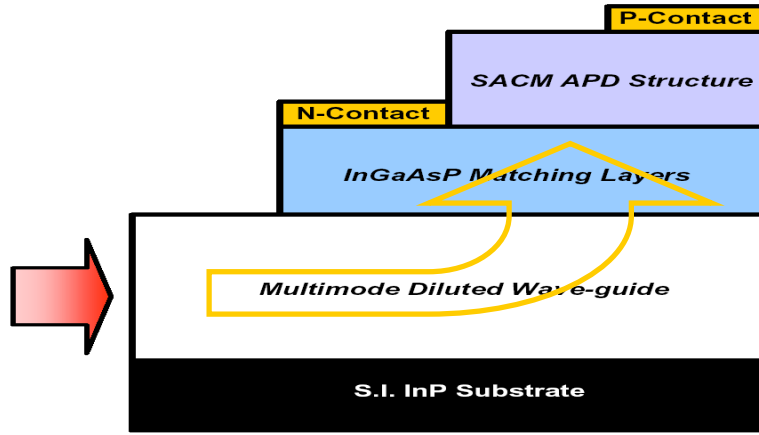 P-Contact
SACM APD Structure
N-Contact
InGaAsP Matching Layers
Multimode Diluted Wave-guide
S.I. InP Substrate